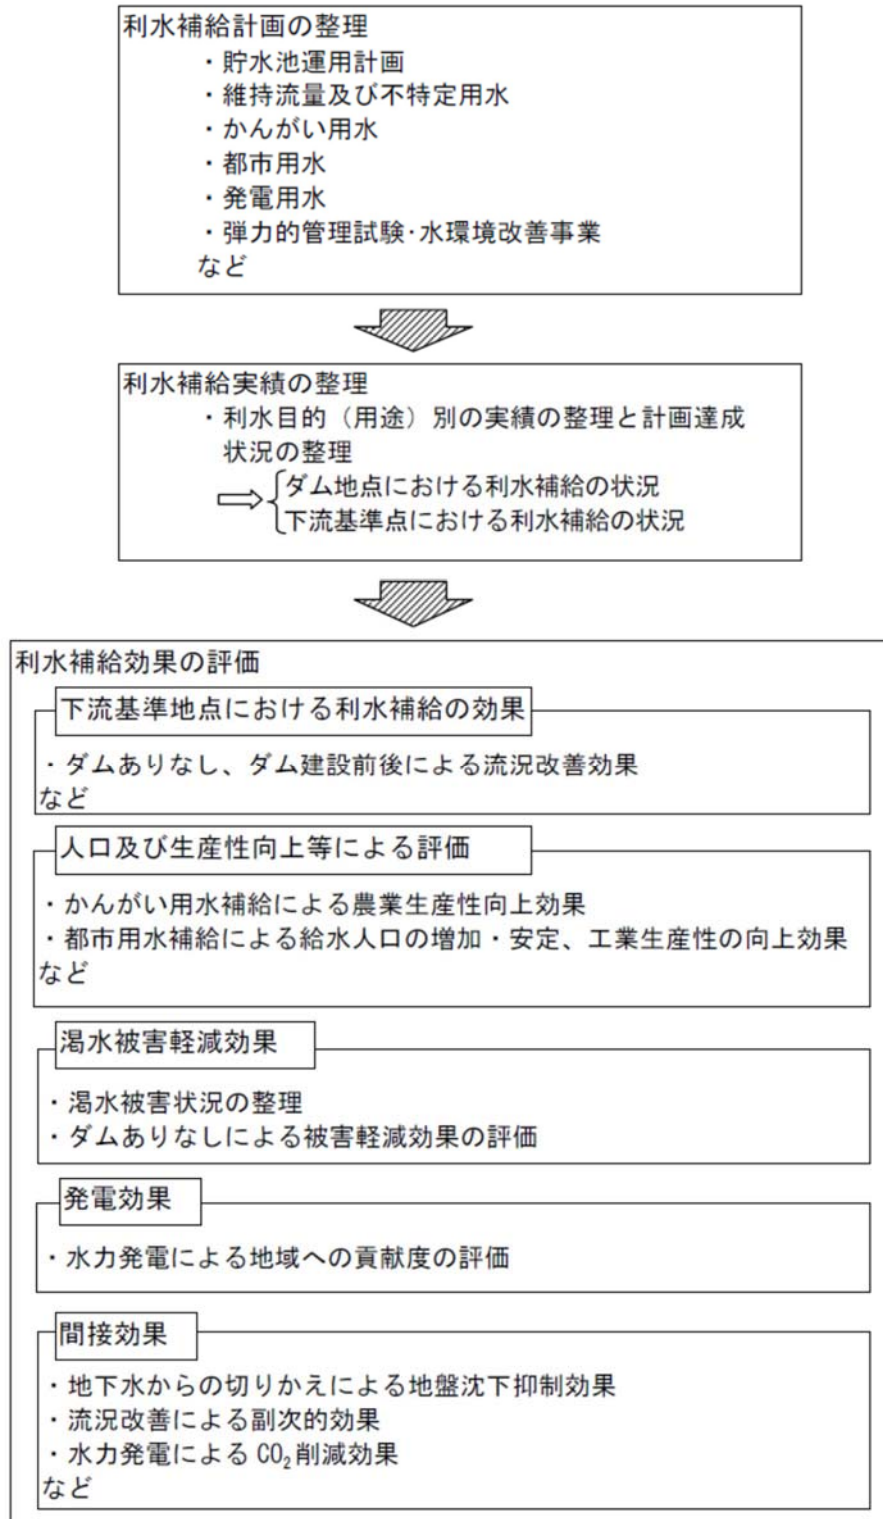 利水補給計画の整理
・貯水池運用計画
・維持流量及び不特定用水
・かんがい用水
・都市用水
・発電用水
・弾力的管理試験・水環境改善事業
など
利水補給実績の整理
・利水目的（用途）別の実績の整理と計画達成
状況の整理
ダム地点における利水補給の状況
下流基準点における利水補給の状況
利水補給効果の評価
下流基準地点における利水補給の効果
・ダムありなし、ダム建設前後による流況改善効果
など
人口及び生産性向上等による評価
・かんがい用水補給による農業生産性向上効果
・都市用水補給による給水人口の増加・安定、工業生産性の向上効果
など
渇水被害軽減効果
・渇水被害状況の整理
・ダムありなしによる被害軽減効果の評価
発電効果
・水力発電による地域への貢献度の評価
間接効果
・地下水からの切りかえによる地盤沈下抑制効果
・流況改善による副次的効果
・水力発電による CO₂削減効果
など